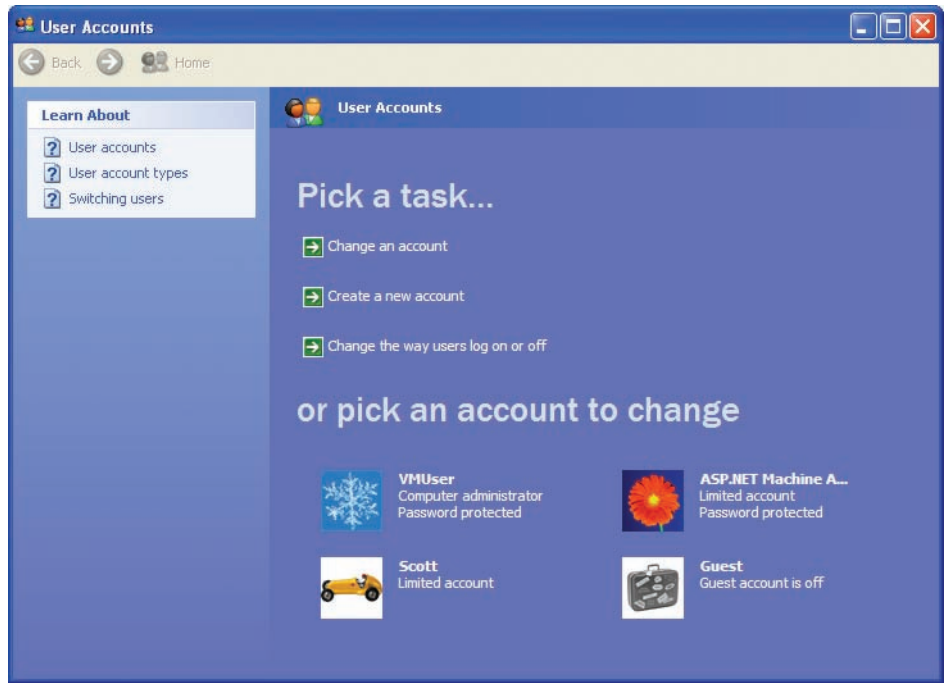 User Accounts
Back
Home
Learn About
User accounts
User account types
Switching users
User Accounts
Pick a task...
Change an account
Create a new account
Change the way users log on or off
or pick an account to change
VMUser
Computer administrator
Password protected
ASP.NET Machine A...
Limited account
Password protected
Scott
Limited account
Guest
Guest account is off